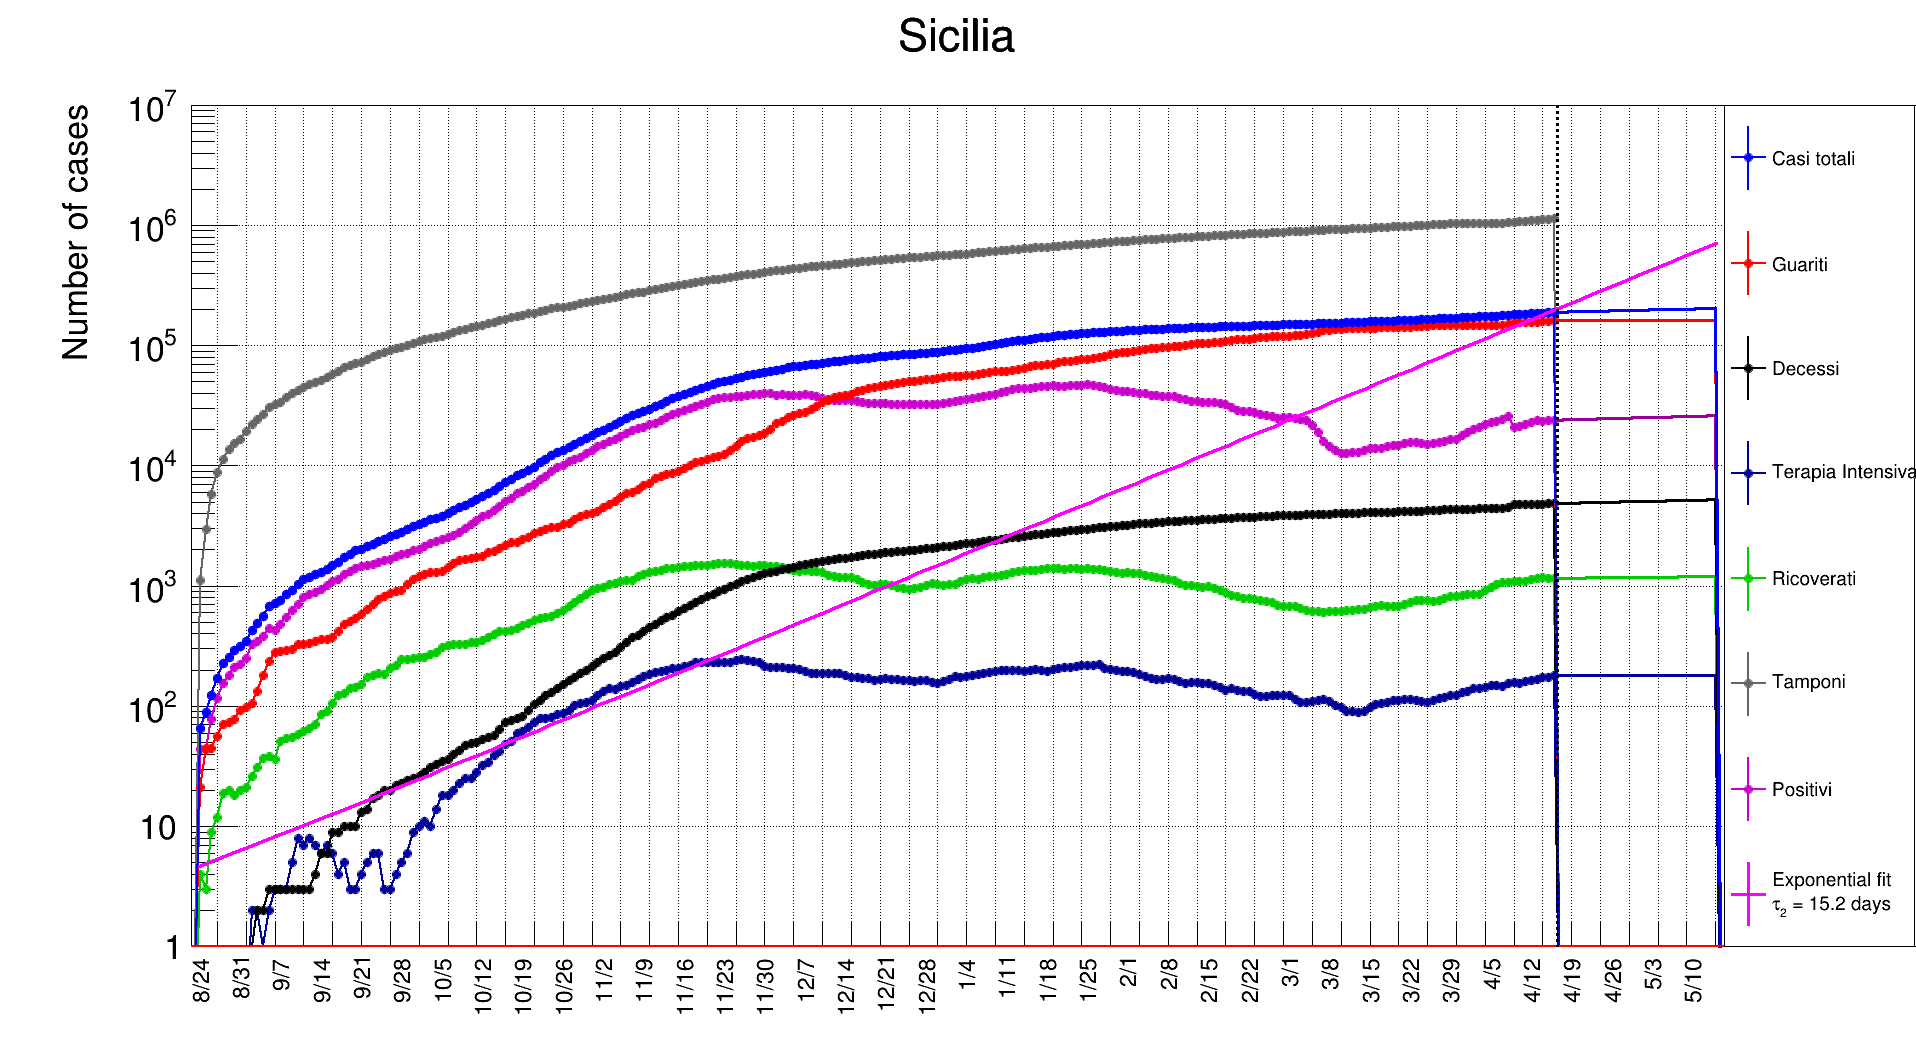 Sicilia
Number of cases
10^7
10^6
10^5
10^4
10^3
10^2
10
1
8/24 8/31 9/7 9/14 9/21 9/28 10/5 10/12 10/19 10/26 11/2 11/9 11/16 11/23 11/30 12/7 12/14 12/21 12/28 1/4 1/11 1/18 1/25 2/1 2/8 2/15 2/22 3/1 3/8 3/15 3/22 3/29 4/5 4/12 4/19 4/26 5/3 5/10
Casi totali
Guariti
Decessi
Terapia Intensiva
Ricoverati
Tamponi
Positivi
Exponential fit
τ₂ = 15.2 days